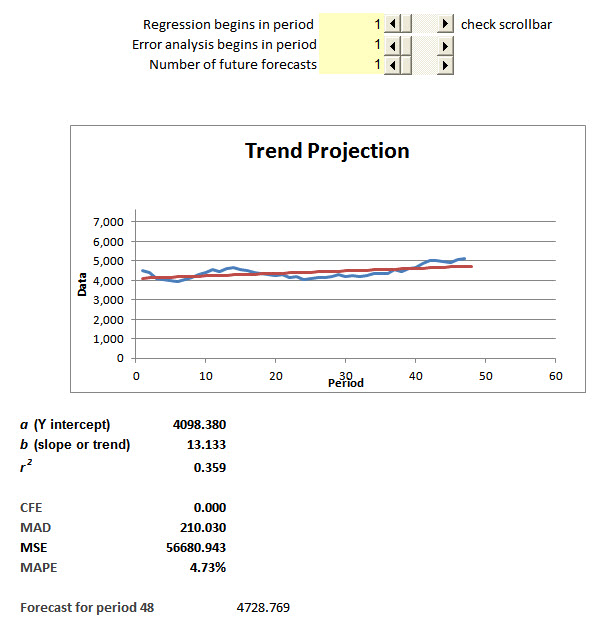 Regression begins in period 1 check scrollbar
Error analysis begins in period 1
Number of future forecasts 1
Trend Projection
7,000
6,000
5,000
4,000
3,000
2,000
1,000
0
Data
0 10 20 30 40 50 60
Period
a (Y intercept) 4098.380
b (slope or trend) 13.133
r² 0.359
CFE 0.000
MAD 210.030
MSE 56680.943
MAPE 4.73%
Forecast for period 48 4728.769